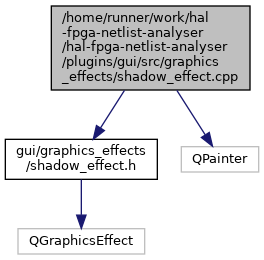 /home/runner/work/hal
-fpga-netlist-analyser
/hal-fpga-netlist-analyser
/plugins/gui/src/graphics
_effects/shadow_effect.cpp
gui/graphics_effects
/shadow_effect.h
QPainter
QGraphicsEffect